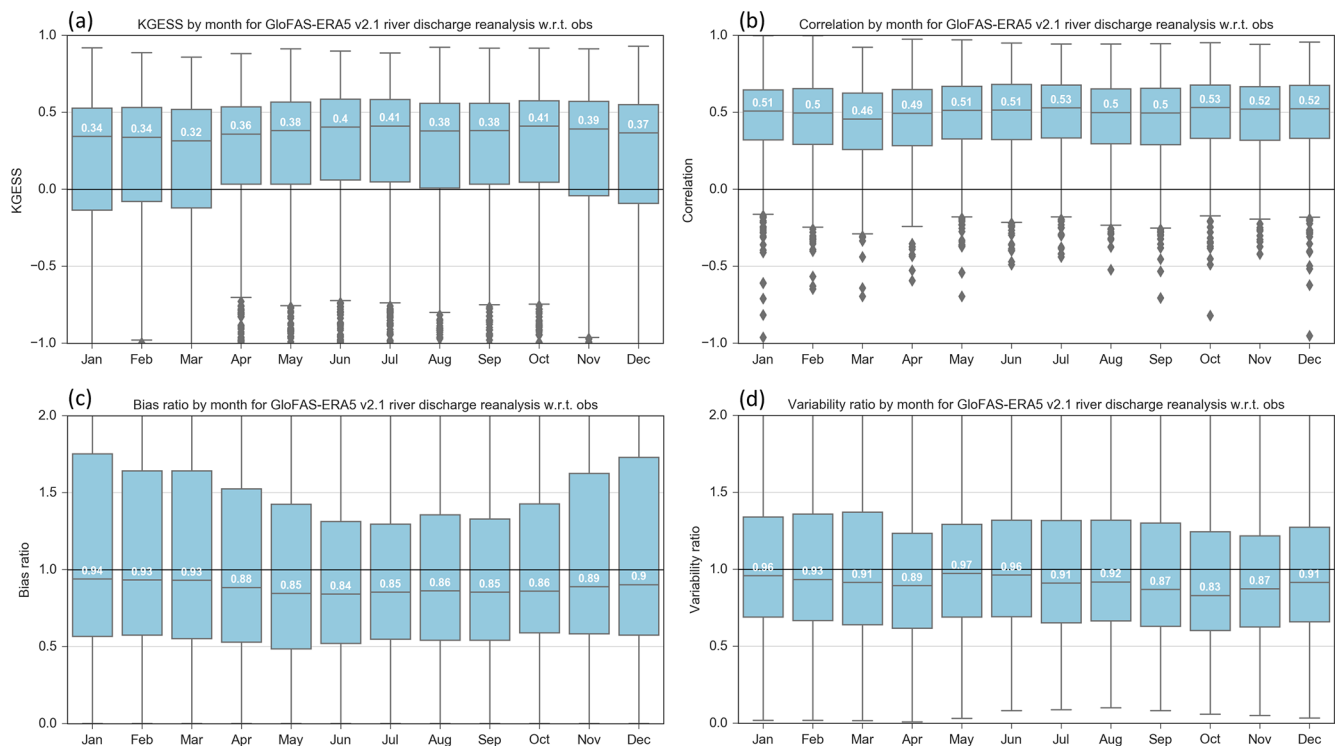 (a)
KGESS by month for GloFAS-ERA5 v2.1 river discharge reanalysis w.r.t. obs
KGESS
1.0
0.5
0.0
−0.5
−1.0
0.34 0.34 0.32 0.36 0.38 0.4 0.41 0.38 0.38 0.41 0.39 0.37
Jan Feb Mar Apr May Jun Jul Aug Sep Oct Nov Dec
(b)
Correlation by month for GloFAS-ERA5 v2.1 river discharge reanalysis w.r.t. obs
Correlation
1.0
0.5
0.0
−0.5
−1.0
0.51 0.5 0.46 0.49 0.51 0.51 0.53 0.5 0.5 0.53 0.52 0.52
Jan Feb Mar Apr May Jun Jul Aug Sep Oct Nov Dec
(c)
Bias ratio by month for GloFAS-ERA5 v2.1 river discharge reanalysis w.r.t. obs
Bias ratio
2.0
1.5
1.0
0.5
0.0
0.94 0.93 0.93 0.88 0.85 0.84 0.85 0.86 0.85 0.86 0.89 0.9
Jan Feb Mar Apr May Jun Jul Aug Sep Oct Nov Dec
(d)
Variability ratio by month for GloFAS-ERA5 v2.1 river discharge reanalysis w.r.t. obs
Variability ratio
2.0
1.5
1.0
0.5
0.0
0.96 0.93 0.91 0.89 0.97 0.96 0.91 0.92 0.87 0.83 0.87 0.91
Jan Feb Mar Apr May Jun Jul Aug Sep Oct Nov Dec